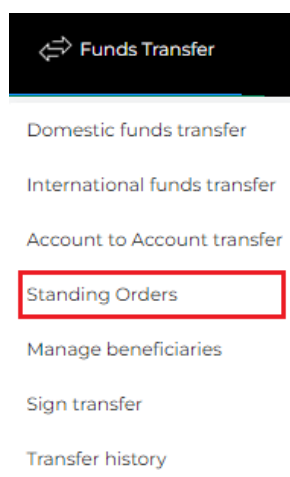 Funds Transfer
Domestic funds transfer
International funds transfer
Account to Account transfer
Standing Orders
Manage beneficiaries
Sign transfer
Transfer history